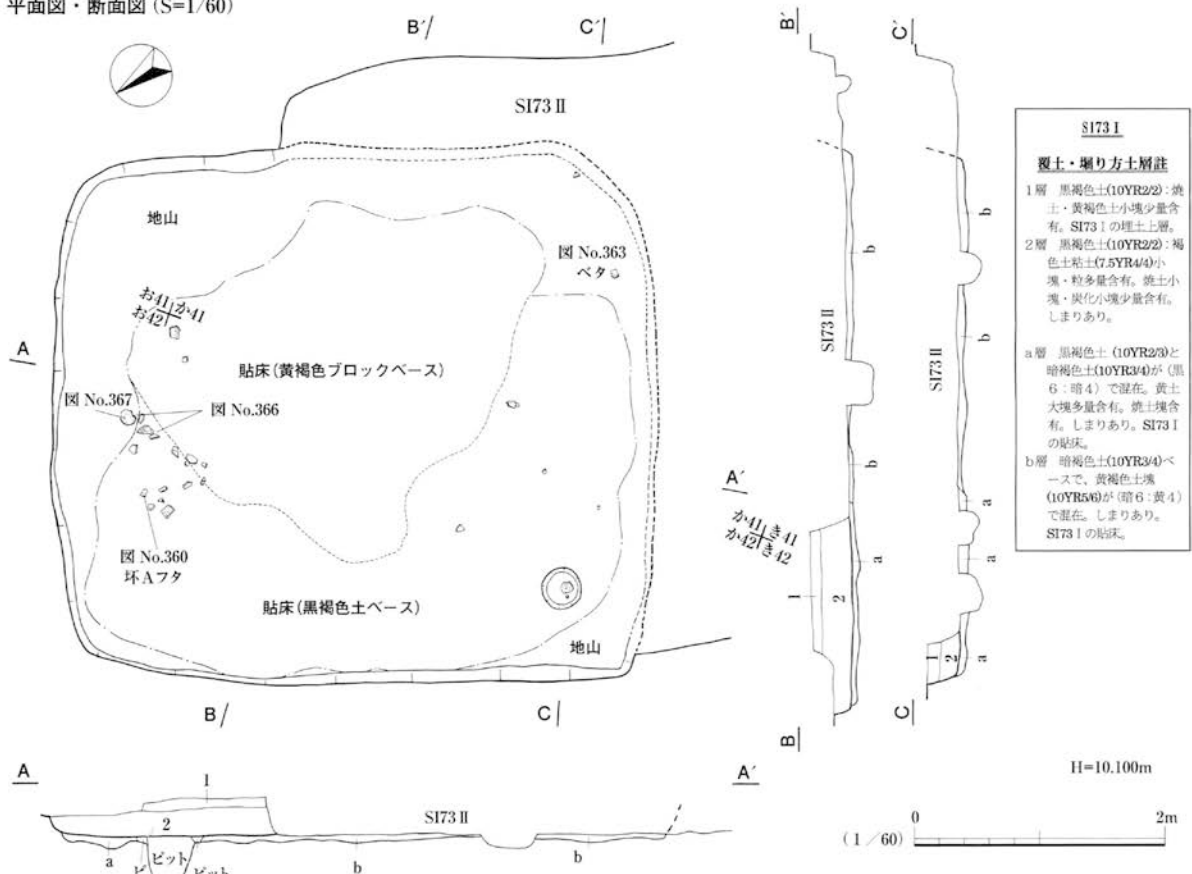 平面図・断面図 (S=1/60)
B′
C′
SI73 Ⅱ
地山
図 No.363
ベタ
お41 か41
お42
A
貼床(黄褐色ブロックベース)
図 No.367
図 No.366
A′
か41 き41
か42 き42
図 No.360
坏Aフタ
貼床(黒褐色土ベース)
地山
B
C
B′
b
SI73 Ⅱ
b
a
1
2
B
C′
b
b
SI73 Ⅱ
a
a
1
2
a
C
SI73 Ⅰ
覆土・堀り方土層註
1層 黒褐色土(10YR2/2)：焼
土・黄褐色土小塊少量含
有。SI73Ⅰの埋土上層。
2層 黒褐色土(10YR2/2)：褐
色土粘土(7.5YR4/4)小
塊・粒多量含有。焼土小
塊・炭化小塊少量含有。
しまりあり。
a層 黒褐色土 (10YR2/3)と
暗褐色土(10YR3/4)が（黒
6：暗4）で混在。黄土
大塊多量含有。焼土塊含
有。しまりあり。SI73Ⅰ
の貼床。
b層 暗褐色土(10YR3/4)ベ
ースで、黄褐色土塊
(10YR5/6)が（暗6：黄4）
で混在。しまりあり。
SI73Ⅰの貼床。
A
A′
1
2
SI73 Ⅱ
a
ピット
ピット
b
b
H=10.100m
(1／60)
0
2m